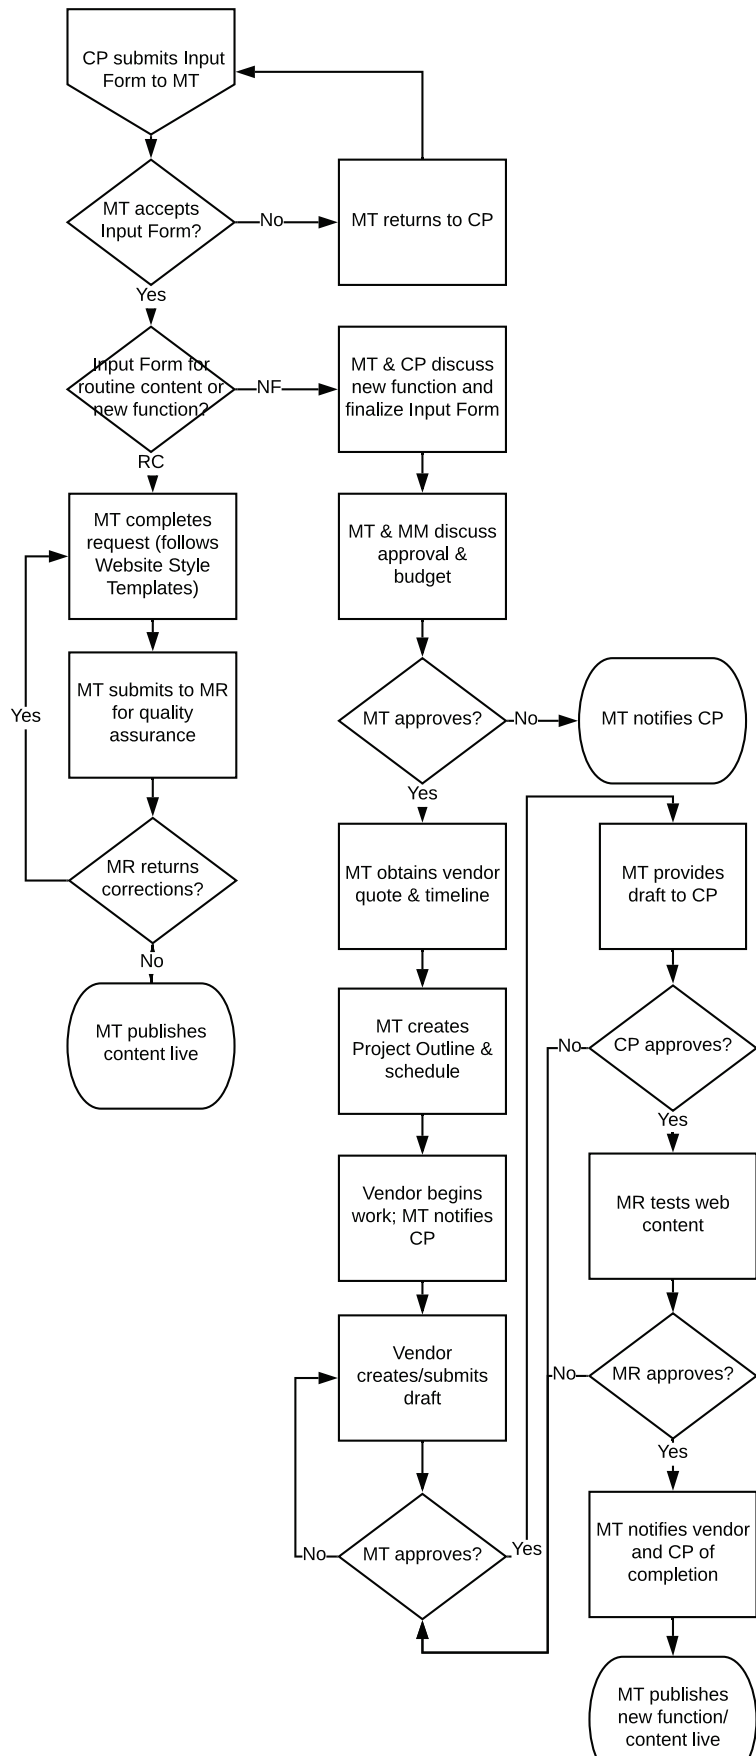 CP submits Input
Form to MT
MT accepts
Input Form?
No
MT returns to CP
Yes
Input Form for
routine content or
new function?
NF
MT & CP discuss
new function and
finalize Input Form
RC
MT completes
request (follows
Website Style
Templates)
MT & MM discuss
approval &
budget
MT submits to MR
for quality
assurance
Yes
MT approves?
No
MT notifies CP
Yes
MR returns
corrections?
No
MT publishes
content live
MT obtains vendor
quote & timeline
MT provides
draft to CP
MT creates
Project Outline &
schedule
No
CP approves?
Yes
Vendor begins
work; MT notifies
CP
MR tests web
content
Vendor
creates/submits
draft
No
MR approves?
Yes
No
MT approves?
Yes
MT notifies vendor
and CP of
completion
MT publishes
new function/
content live